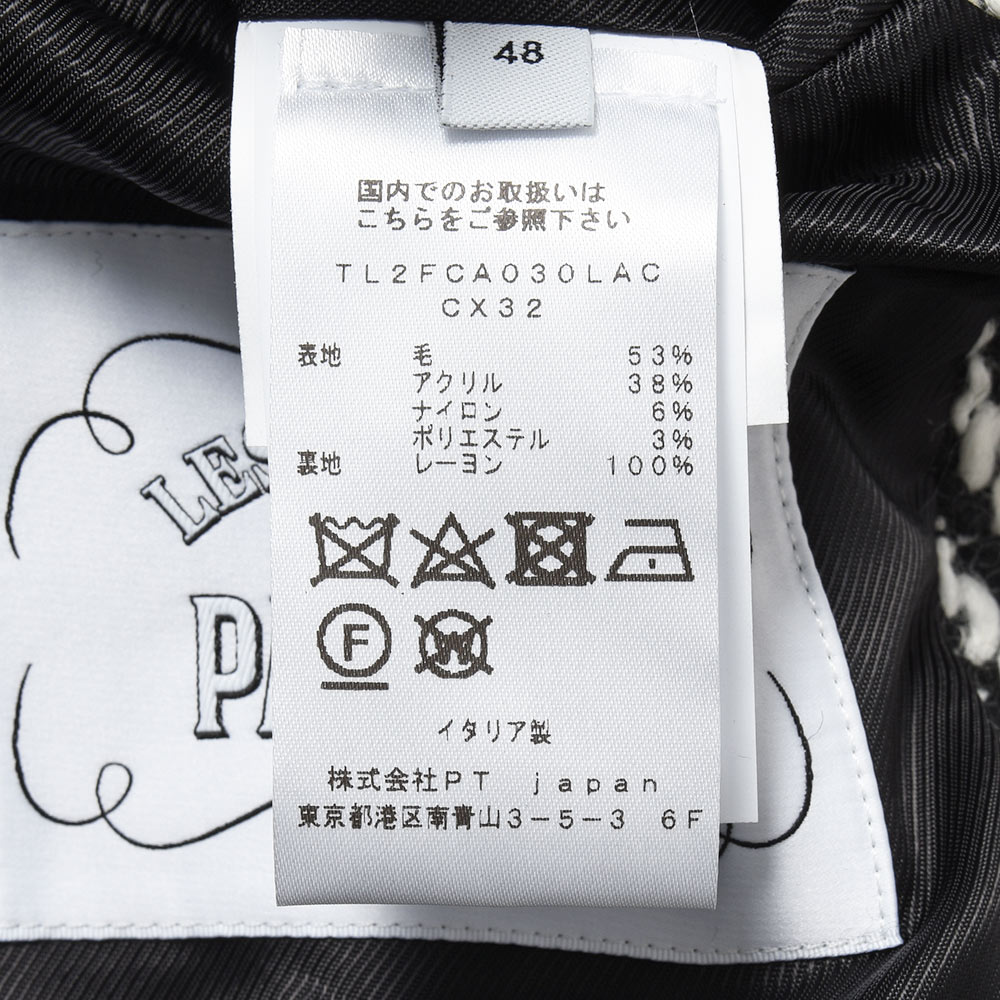 48
国内でのお取扱いは
こちらをご参照下さい
TL2FCA030LAC
CX32
表地 毛 53%
アクリル 38%
ナイロン 6%
ポリエステル 3%
裏地 レーヨン 100%
F
W
イタリア製
株式会社PT japan
東京都港区南青山3-5-3 6F
LES